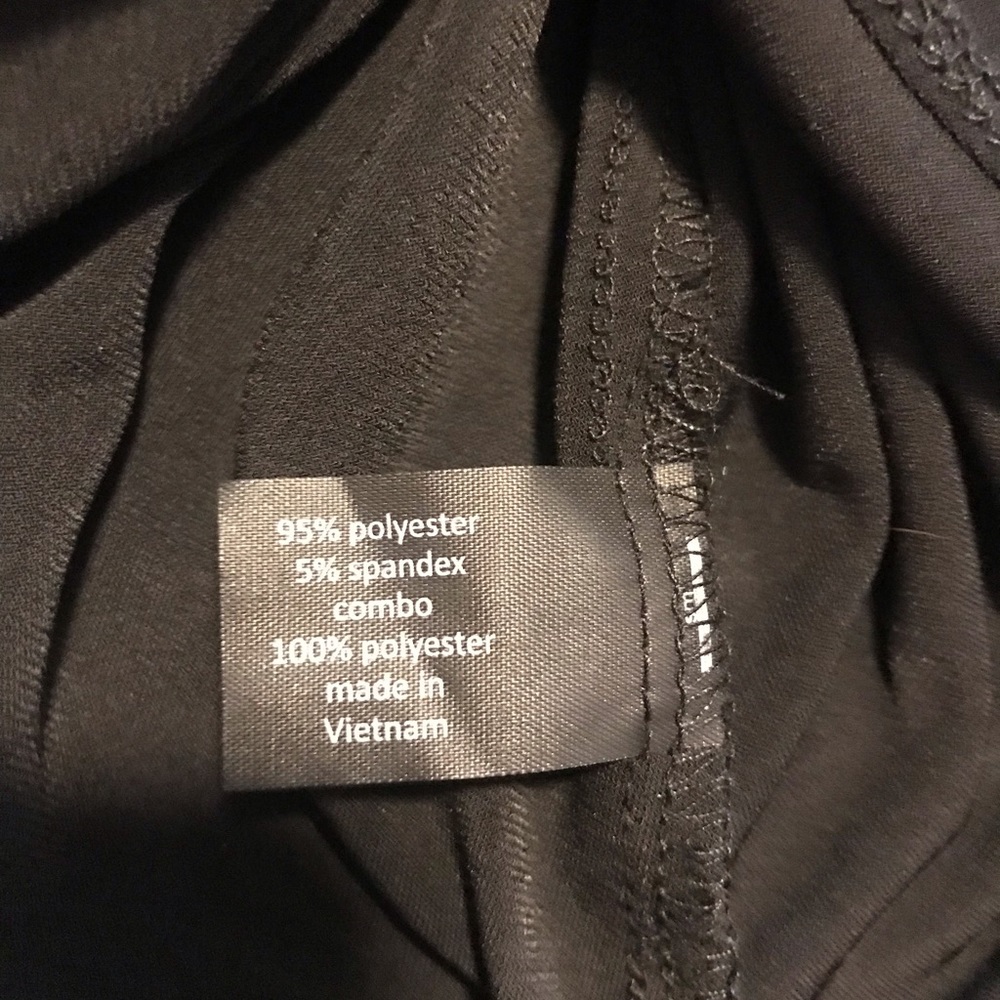 95% polyester
5% spandex
combo
100% polyester
made in
Vietnam